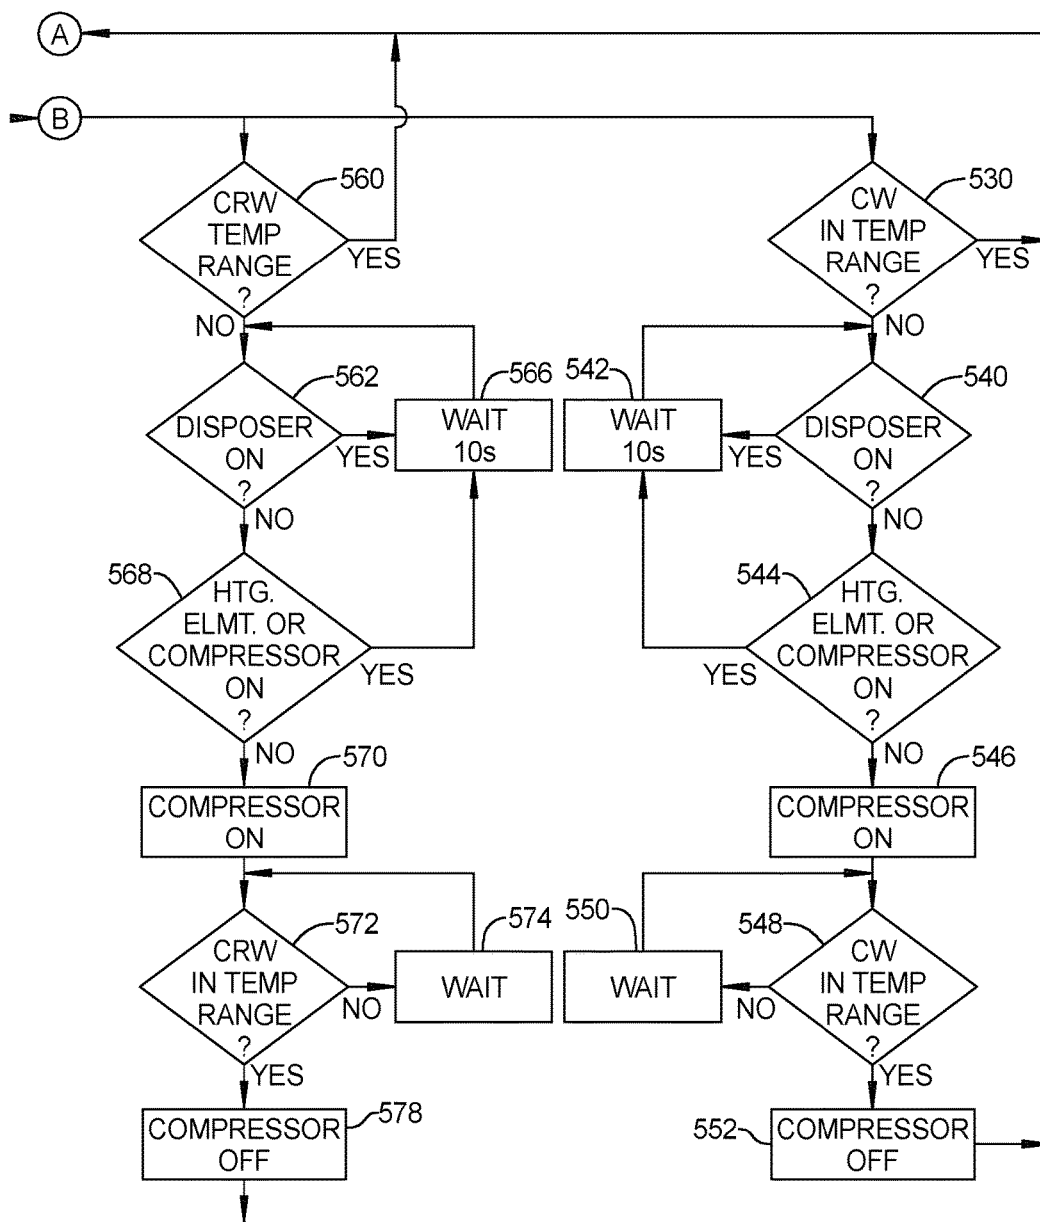 A
B
560
CRW
TEMP
RANGE
?
YES
NO
530
CW
IN TEMP
RANGE
?
YES
NO
562
DISPOSER
ON
?
YES
NO
566
WAIT
10s
542
WAIT
10s
540
DISPOSER
ON
?
YES
NO
568
HTG.
ELMT. OR
COMPRESSOR
ON
?
YES
NO
544
HTG.
ELMT. OR
COMPRESSOR
ON
?
YES
NO
570
COMPRESSOR
ON
546
COMPRESSOR
ON
572
CRW
IN TEMP
RANGE
?
NO
YES
574
WAIT
550
WAIT
548
CW
IN TEMP
RANGE
?
NO
YES
578
COMPRESSOR
OFF
552
COMPRESSOR
OFF